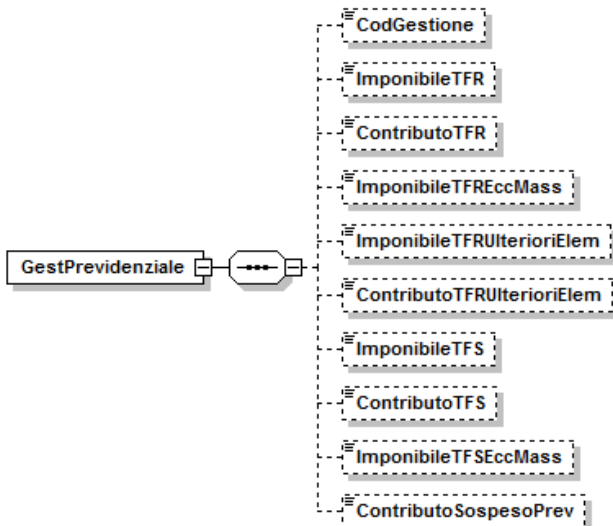 CodGestione
ImponibileTFR
ContributoTFR
ImponibileTFREccMass
ImponibileTFRUlterioriElem
GestPrevidenziale
ContributoTFRUlterioriElem
ImponibileTFS
ContributoTFS
ImponibileTFSEccMass
ContributoSospesoPrev